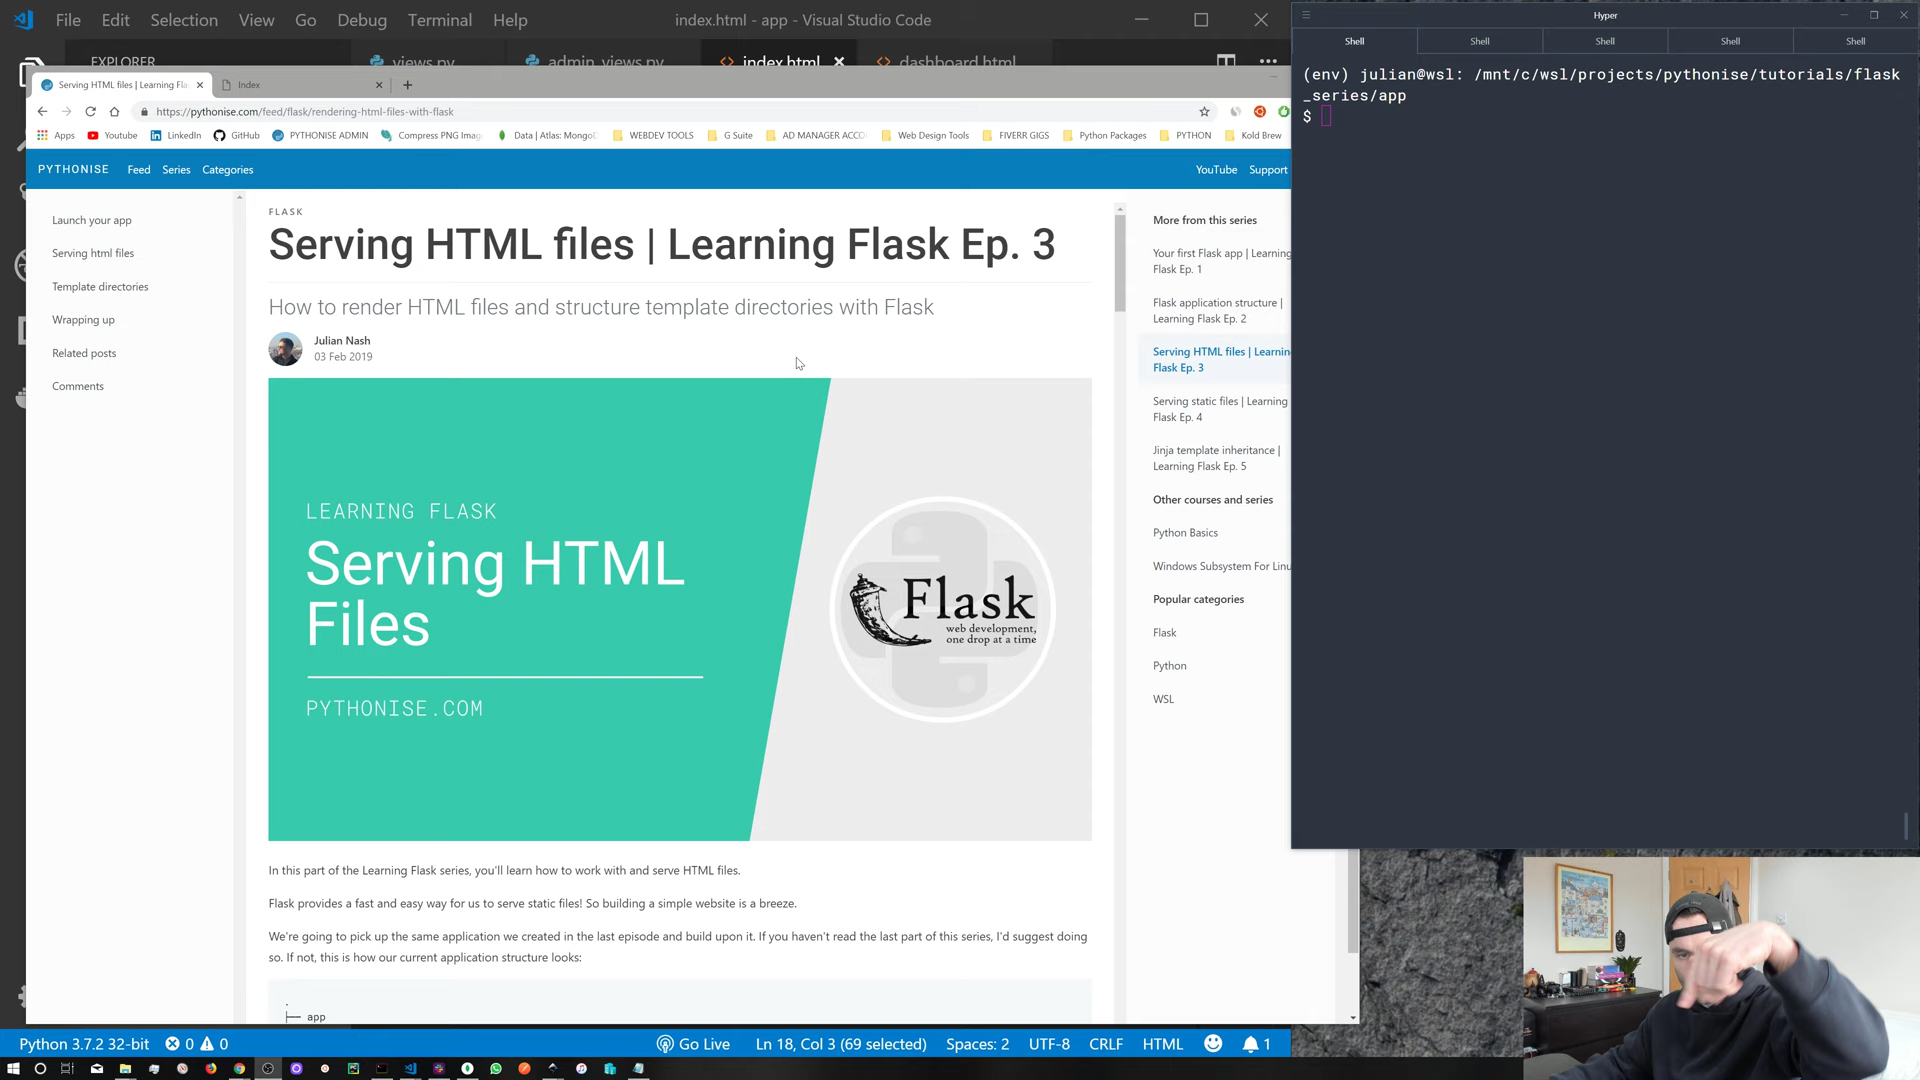 File Edit Selection View Go Debug Terminal Help
index.html - app - Visual Studio Code
EXPLORER
views.py
admin_views.py
index.html
dashboard.html
Serving HTML files | Learning Fla
Index
https://pythonise.com/feed/flask/rendering-html-files-with-flask
Apps Youtube LinkedIn GitHub PYTHONISE ADMIN Compress PNG Imag Data | Atlas: MongoD WEBDEV TOOLS G Suite AD MANAGER ACCO Web Design Tools FIVERR GIGS Python Packages PYTHON Kold Brew
PYTHONISE Feed Series Categories
YouTube Support
Launch your app
Serving html files
Template directories
Wrapping up
Related posts
Comments
FLASK
Serving HTML files | Learning Flask Ep. 3
How to render HTML files and structure template directories with Flask
Julian Nash
03 Feb 2019
LEARNING FLASK
Serving HTML
Files
PYTHONISE.COM
Flask
web development,
one drop at a time
In this part of the Learning Flask series, you'll learn how to work with and serve HTML files.
Flask provides a fast and easy way for us to serve static files! So building a simple website is a breeze.
We're going to pick up the same application we created in the last episode and build upon it. If you haven't read the last part of this series, I'd suggest doing
so. If not, this is how our current application structure looks:
.
├── app
More from this series
Your first Flask app | Learning
Flask Ep. 1
Flask application structure |
Learning Flask Ep. 2
Serving HTML files | Learnin
Flask Ep. 3
Serving static files | Learning
Flask Ep. 4
Jinja template inheritance |
Learning Flask Ep. 5
Other courses and series
Python Basics
Windows Subsystem For Linu
Popular categories
Flask
Python
WSL
Hyper
Shell Shell Shell Shell Shell
(env) julian@wsl: /mnt/c/wsl/projects/pythonise/tutorials/flask
_series/app
$
Python 3.7.2 32-bit 0 0
Go Live Ln 18, Col 3 (69 selected) Spaces: 2 UTF-8 CRLF HTML 1